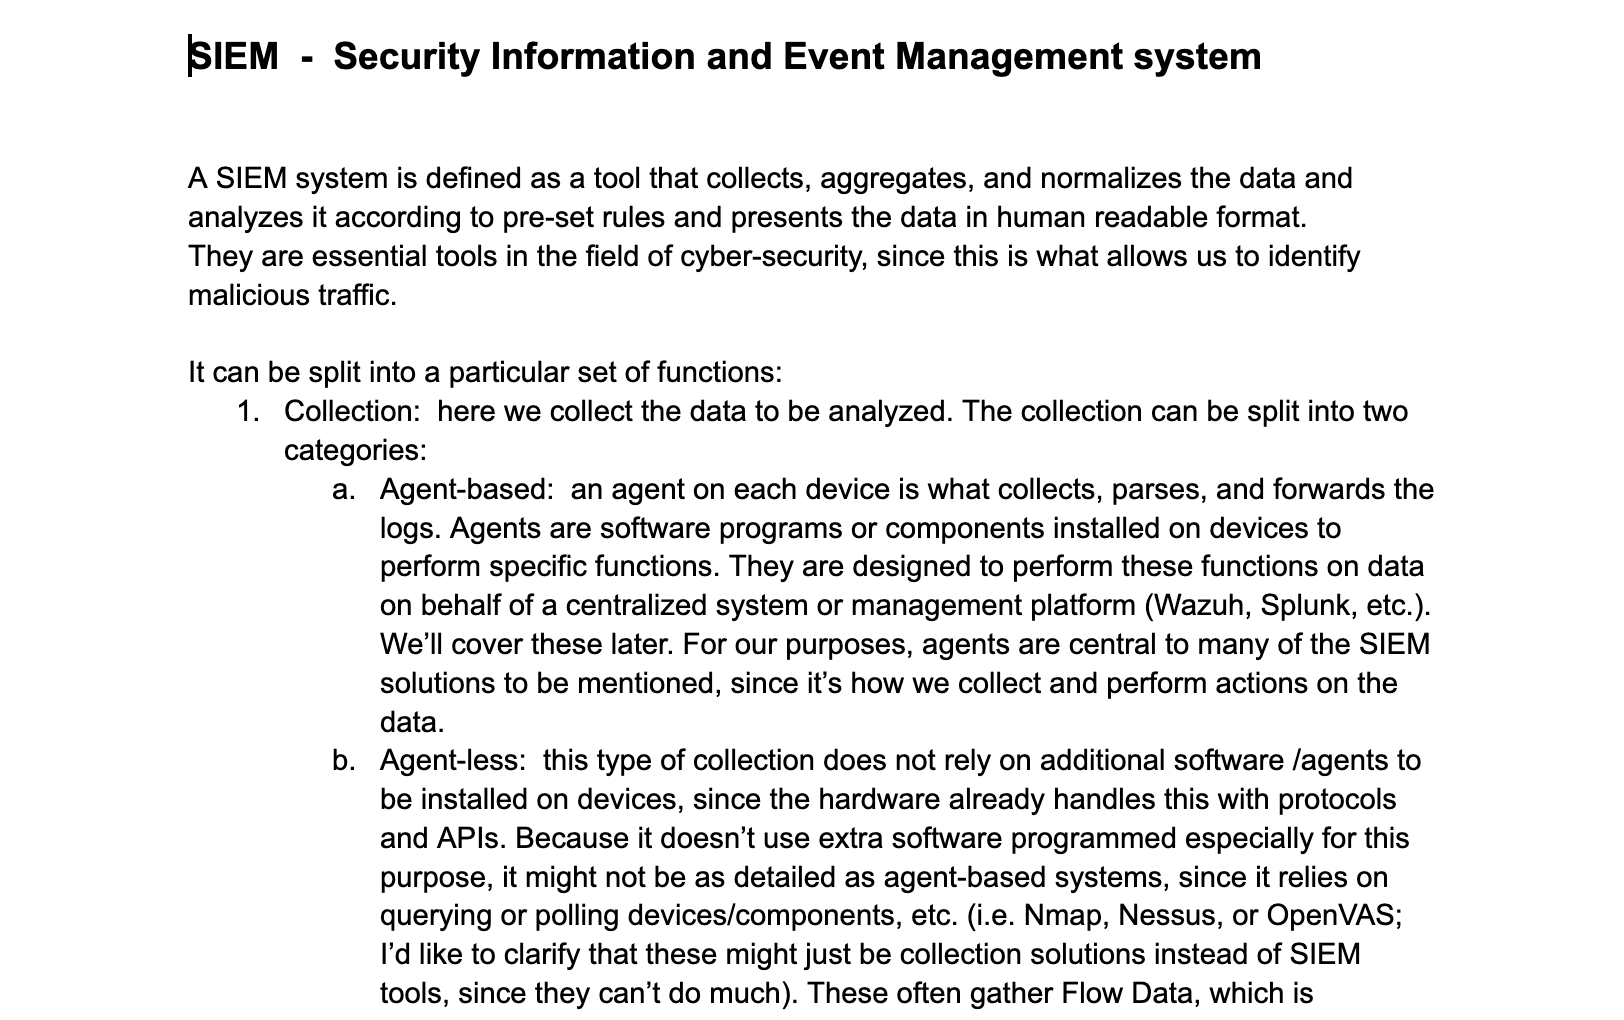 SIEM - Security Information and Event Management system
A SIEM system is defined as a tool that collects, aggregates, and normalizes the data and
analyzes it according to pre-set rules and presents the data in human readable format.
They are essential tools in the field of cyber-security, since this is what allows us to identify
malicious traffic.
It can be split into a particular set of functions:
1. Collection: here we collect the data to be analyzed. The collection can be split into two
categories:
a. Agent-based: an agent on each device is what collects, parses, and forwards the
logs. Agents are software programs or components installed on devices to
perform specific functions. They are designed to perform these functions on data
on behalf of a centralized system or management platform (Wazuh, Splunk, etc.).
We’ll cover these later. For our purposes, agents are central to many of the SIEM
solutions to be mentioned, since it’s how we collect and perform actions on the
data.
b. Agent-less: this type of collection does not rely on additional software /agents to
be installed on devices, since the hardware already handles this with protocols
and APIs. Because it doesn’t use extra software programmed especially for this
purpose, it might not be as detailed as agent-based systems, since it relies on
querying or polling devices/components, etc. (i.e. Nmap, Nessus, or OpenVAS;
I’d like to clarify that these might just be collection solutions instead of SIEM
tools, since they can’t do much). These often gather Flow Data, which is